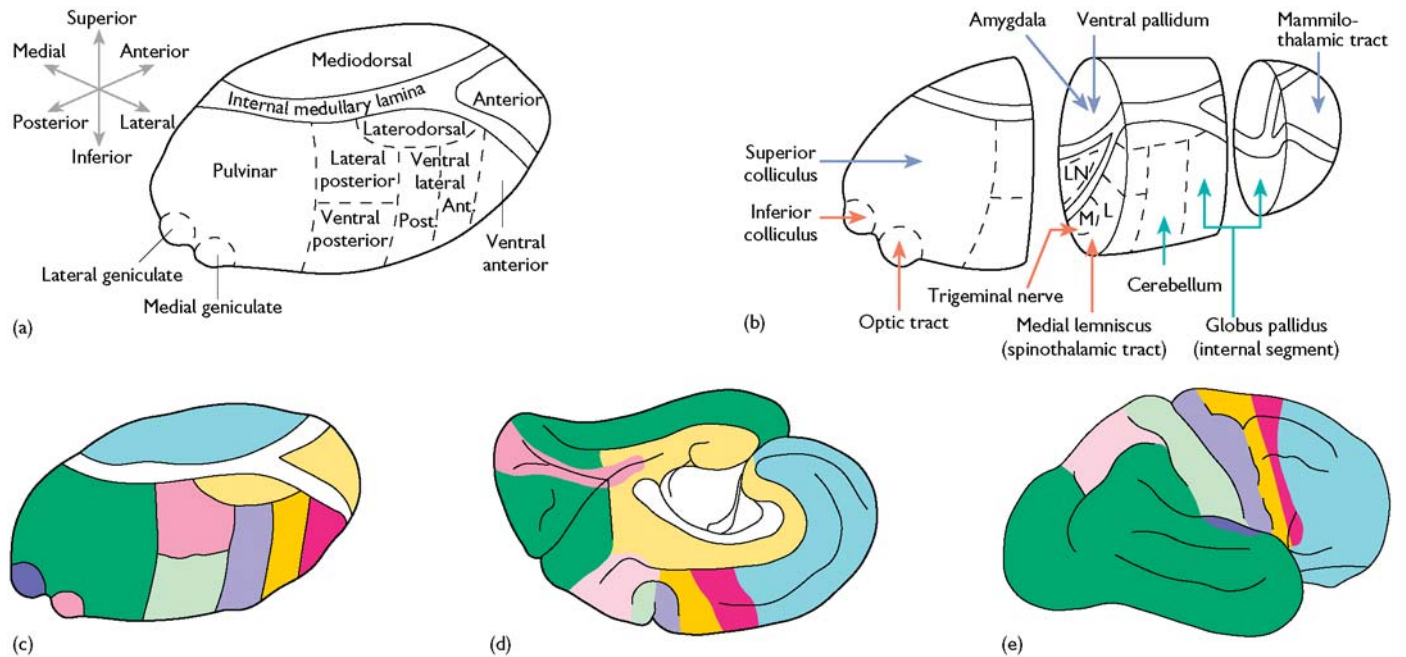 Superior
Medial
Anterior
Posterior
Lateral
Inferior
Mediodorsal
Internal medullary lamina
Anterior
Laterodorsal
Pulvinar
Lateral
posterior
Ventral
lateral
Ant.
Ventral
posterior
Post.
Ventral
anterior
Lateral geniculate
Medial geniculate
(a)
Amygdala
Ventral pallidum
Mammilo-
thalamic tract
Superior
colliculus
Inferior
colliculus
LN
M
L
Trigeminal nerve
Cerebellum
Optic tract
Medial lemniscus
(spinothalamic tract)
Globus pallidus
(internal segment)
(b)
(c)
(d)
(e)